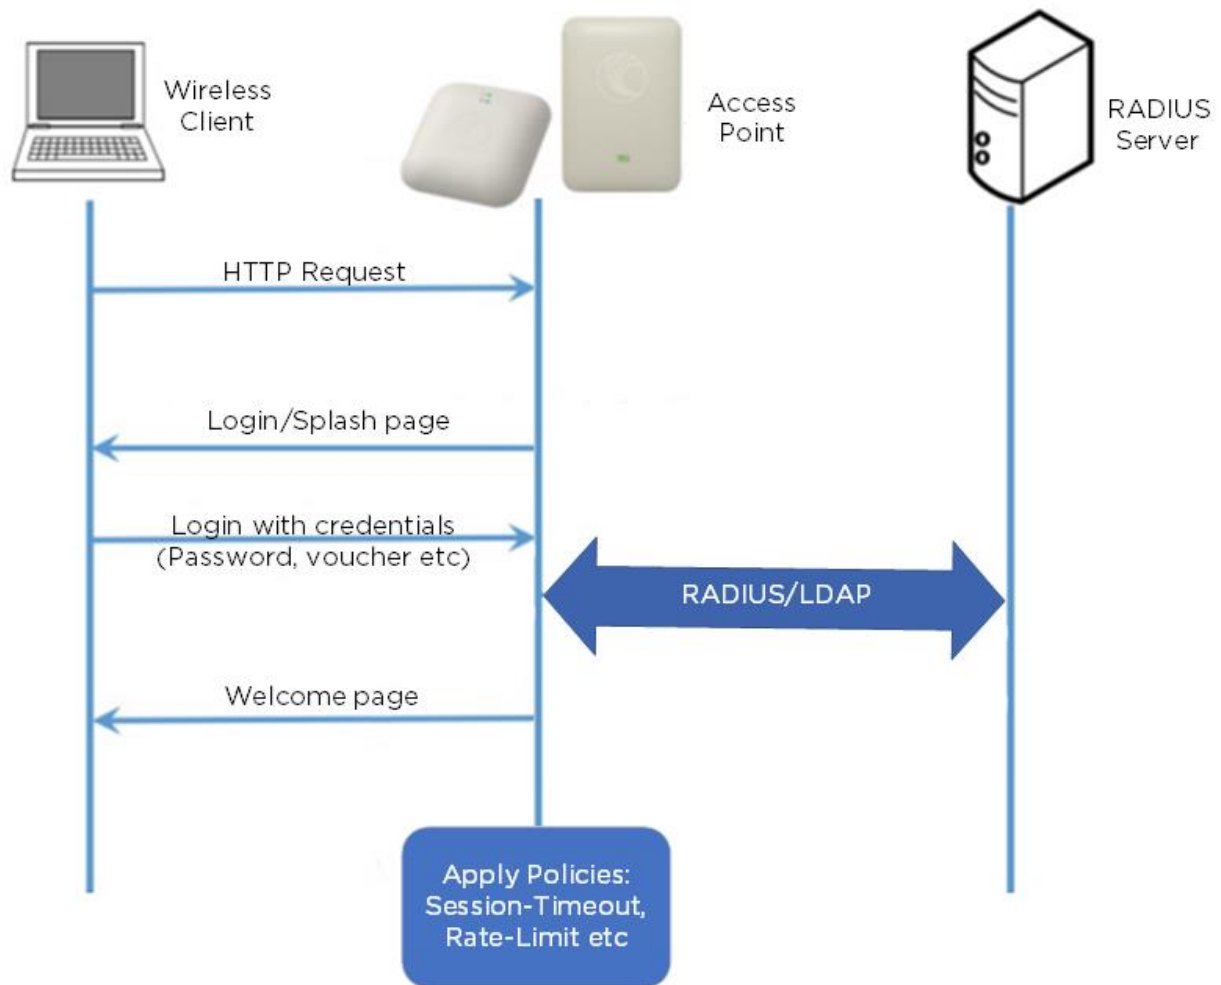 Wireless
Client
Access
Point
RADIUS
Server
HTTP Request
Login/Splash page
Login with credentials
(Password, voucher etc)
RADIUS/LDAP
Welcome page
Apply Policies:
Session-Timeout,
Rate-Limit etc